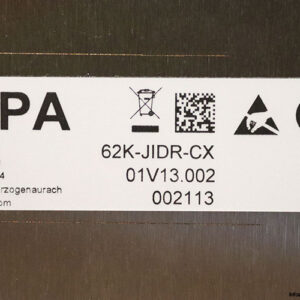 PA
62K-JIDR-CX
01V13.002
4
002113
rzogenaurach
om